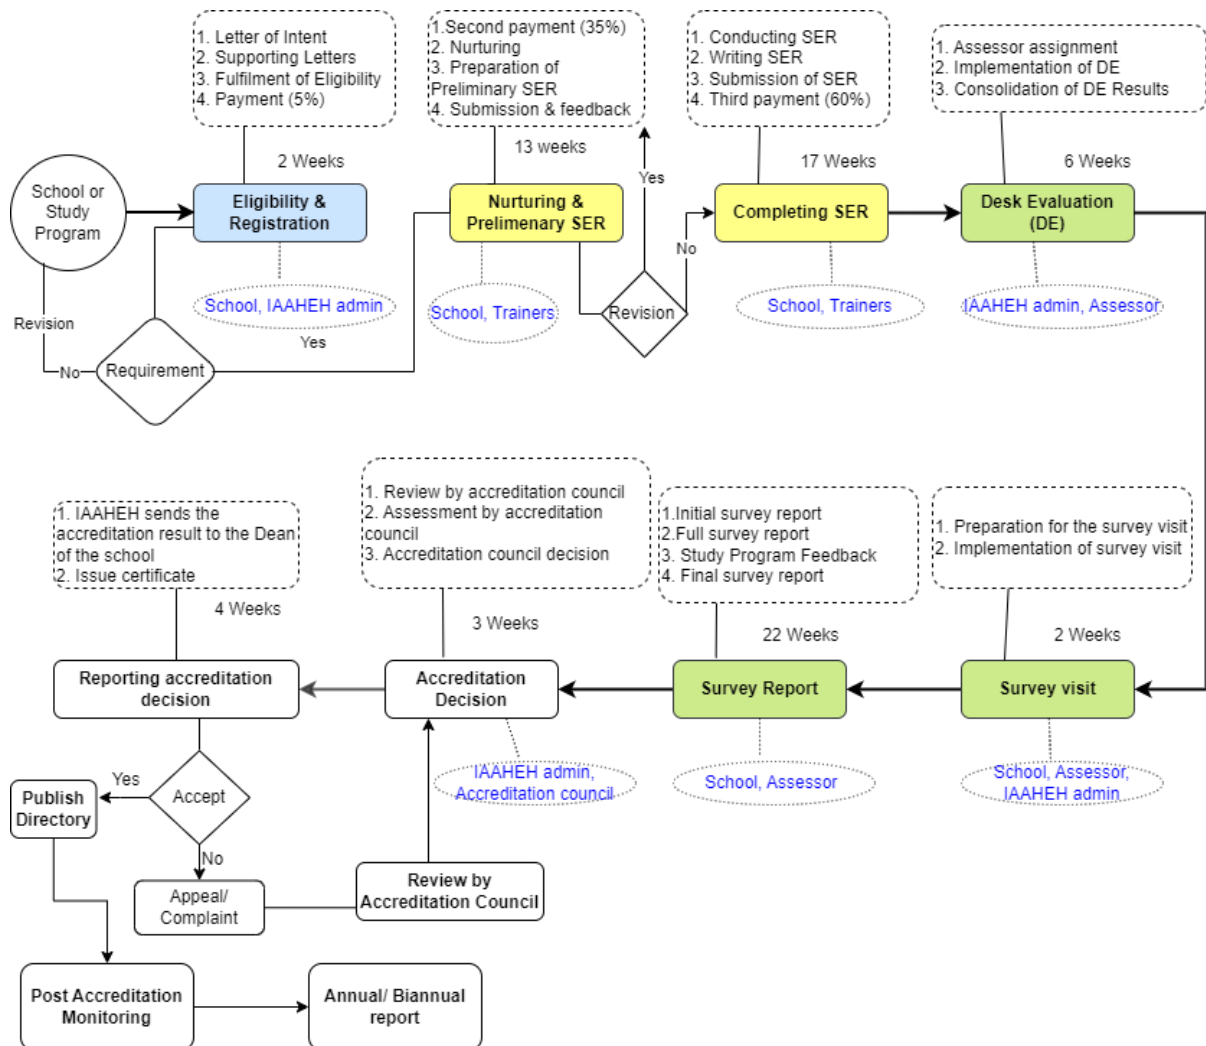 1. Letter of Intent
2. Supporting Letters
3. Fulfilment of Eligibility
4. Payment (5%)
1.Second payment (35%)
2. Nurturing
3. Preparation of
Preliminary SER
4. Submission & feedback
1. Conducting SER
2. Writing SER
3. Submission of SER
4. Third payment (60%)
1. Assessor assignment
2. Implementation of DE
3. Consolidation of DE Results
2 Weeks
13 weeks
17 Weeks
6 Weeks
School or
Study
Program
Eligibility &
Registration
Nurturing &
Prelimenary SER
Yes
No
Completing SER
Desk Evaluation
(DE)
School, IAAHEH admin
School, Trainers
Revision
School, Trainers
IAAHEH admin, Assessor
Revision
Yes
No
Requirement
1. IAAHEH sends the
accreditation result to the Dean
of the school
2. Issue certificate
1. Review by accreditation council
2. Assessment by accreditation
council
3. Accreditation council decision
1.Initial survey report
2.Full survey report
3. Study Program Feedback
4. Final survey report
1. Preparation for the survey visit
2. Implementation of survey visit
4 Weeks
3 Weeks
22 Weeks
2 Weeks
Reporting accreditation
decision
Accreditation
Decision
Survey Report
Survey visit
IAAHEH admin,
Accreditation council
School, Assessor
School, Assessor,
IAAHEH admin
Yes
Accept
Publish
Directory
No
Appeal/
Complaint
Review by
Accreditation Council
Post Accreditation
Monitoring
Annual/ Biannual
report